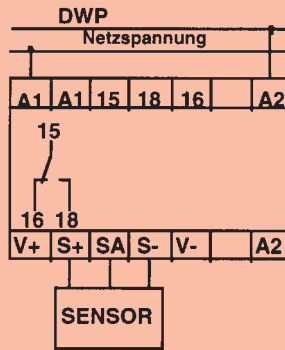 DWP
Netzspannung
A1 A1 15 18 16 A2
15
16 18
V+ S+ SA S- V- A2
SENSOR